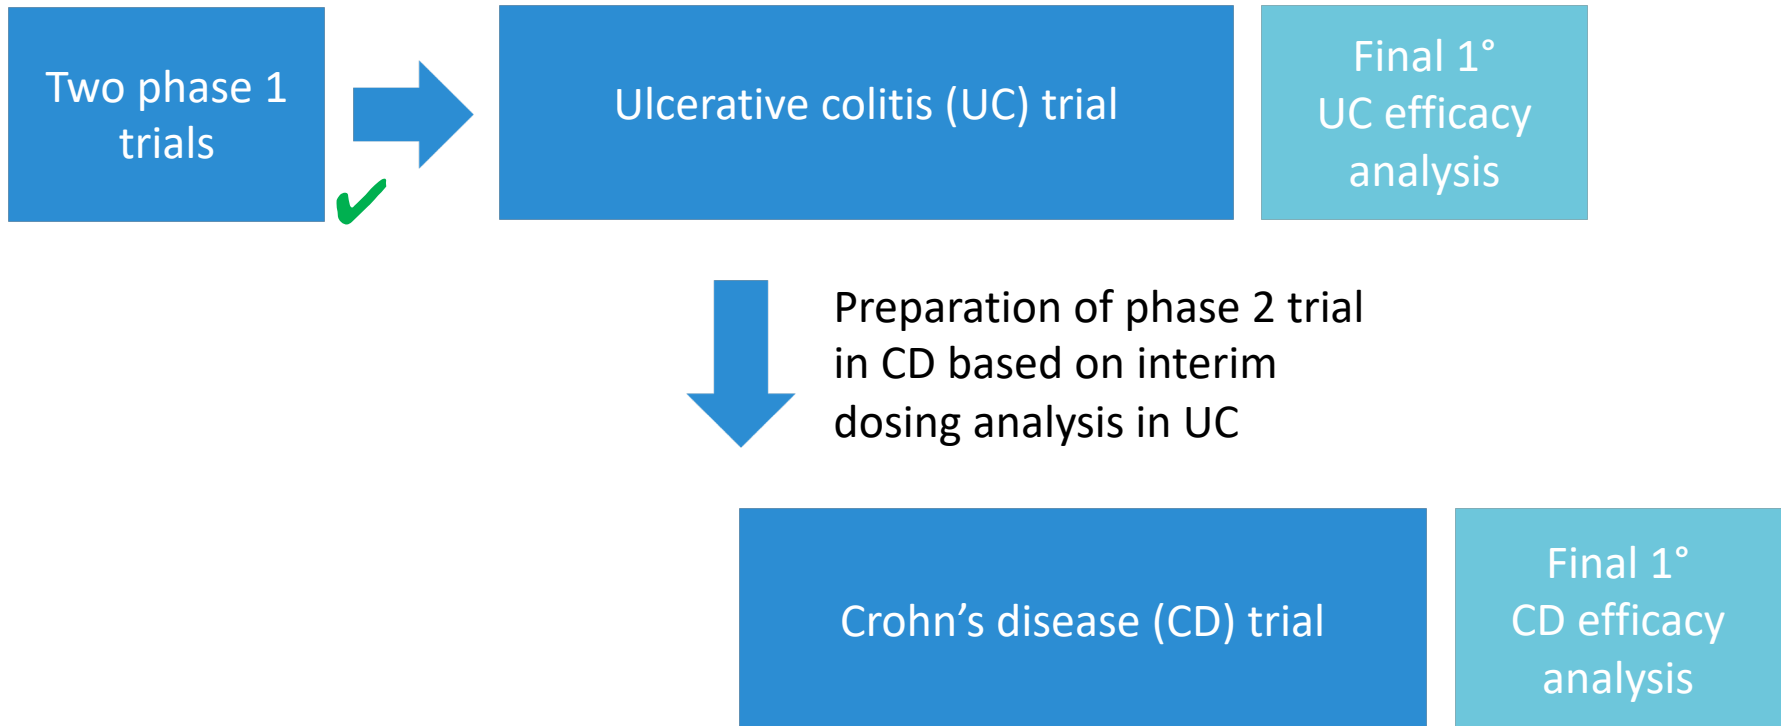 Two phase 1
trials
Ulcerative colitis (UC) trial
Final 1°
UC efficacy
analysis
Preparation of phase 2 trial
in CD based on interim
dosing analysis in UC
Crohn’s disease (CD) trial
Final 1°
CD efficacy
analysis